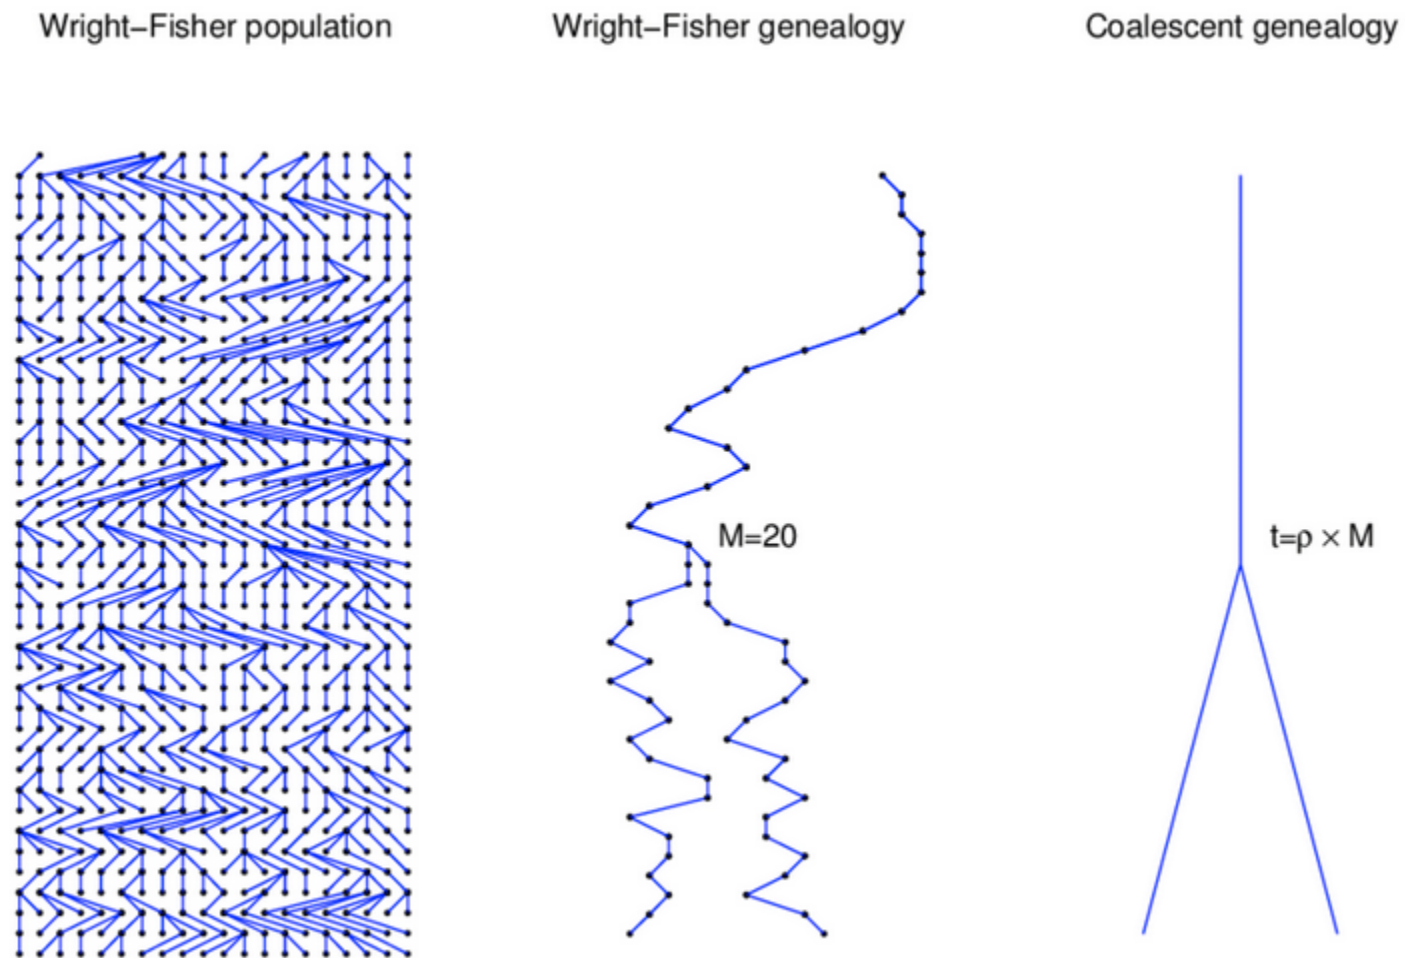 Wright–Fisher population
Wright–Fisher genealogy
Coalescent genealogy
M=20
t=ρ × M